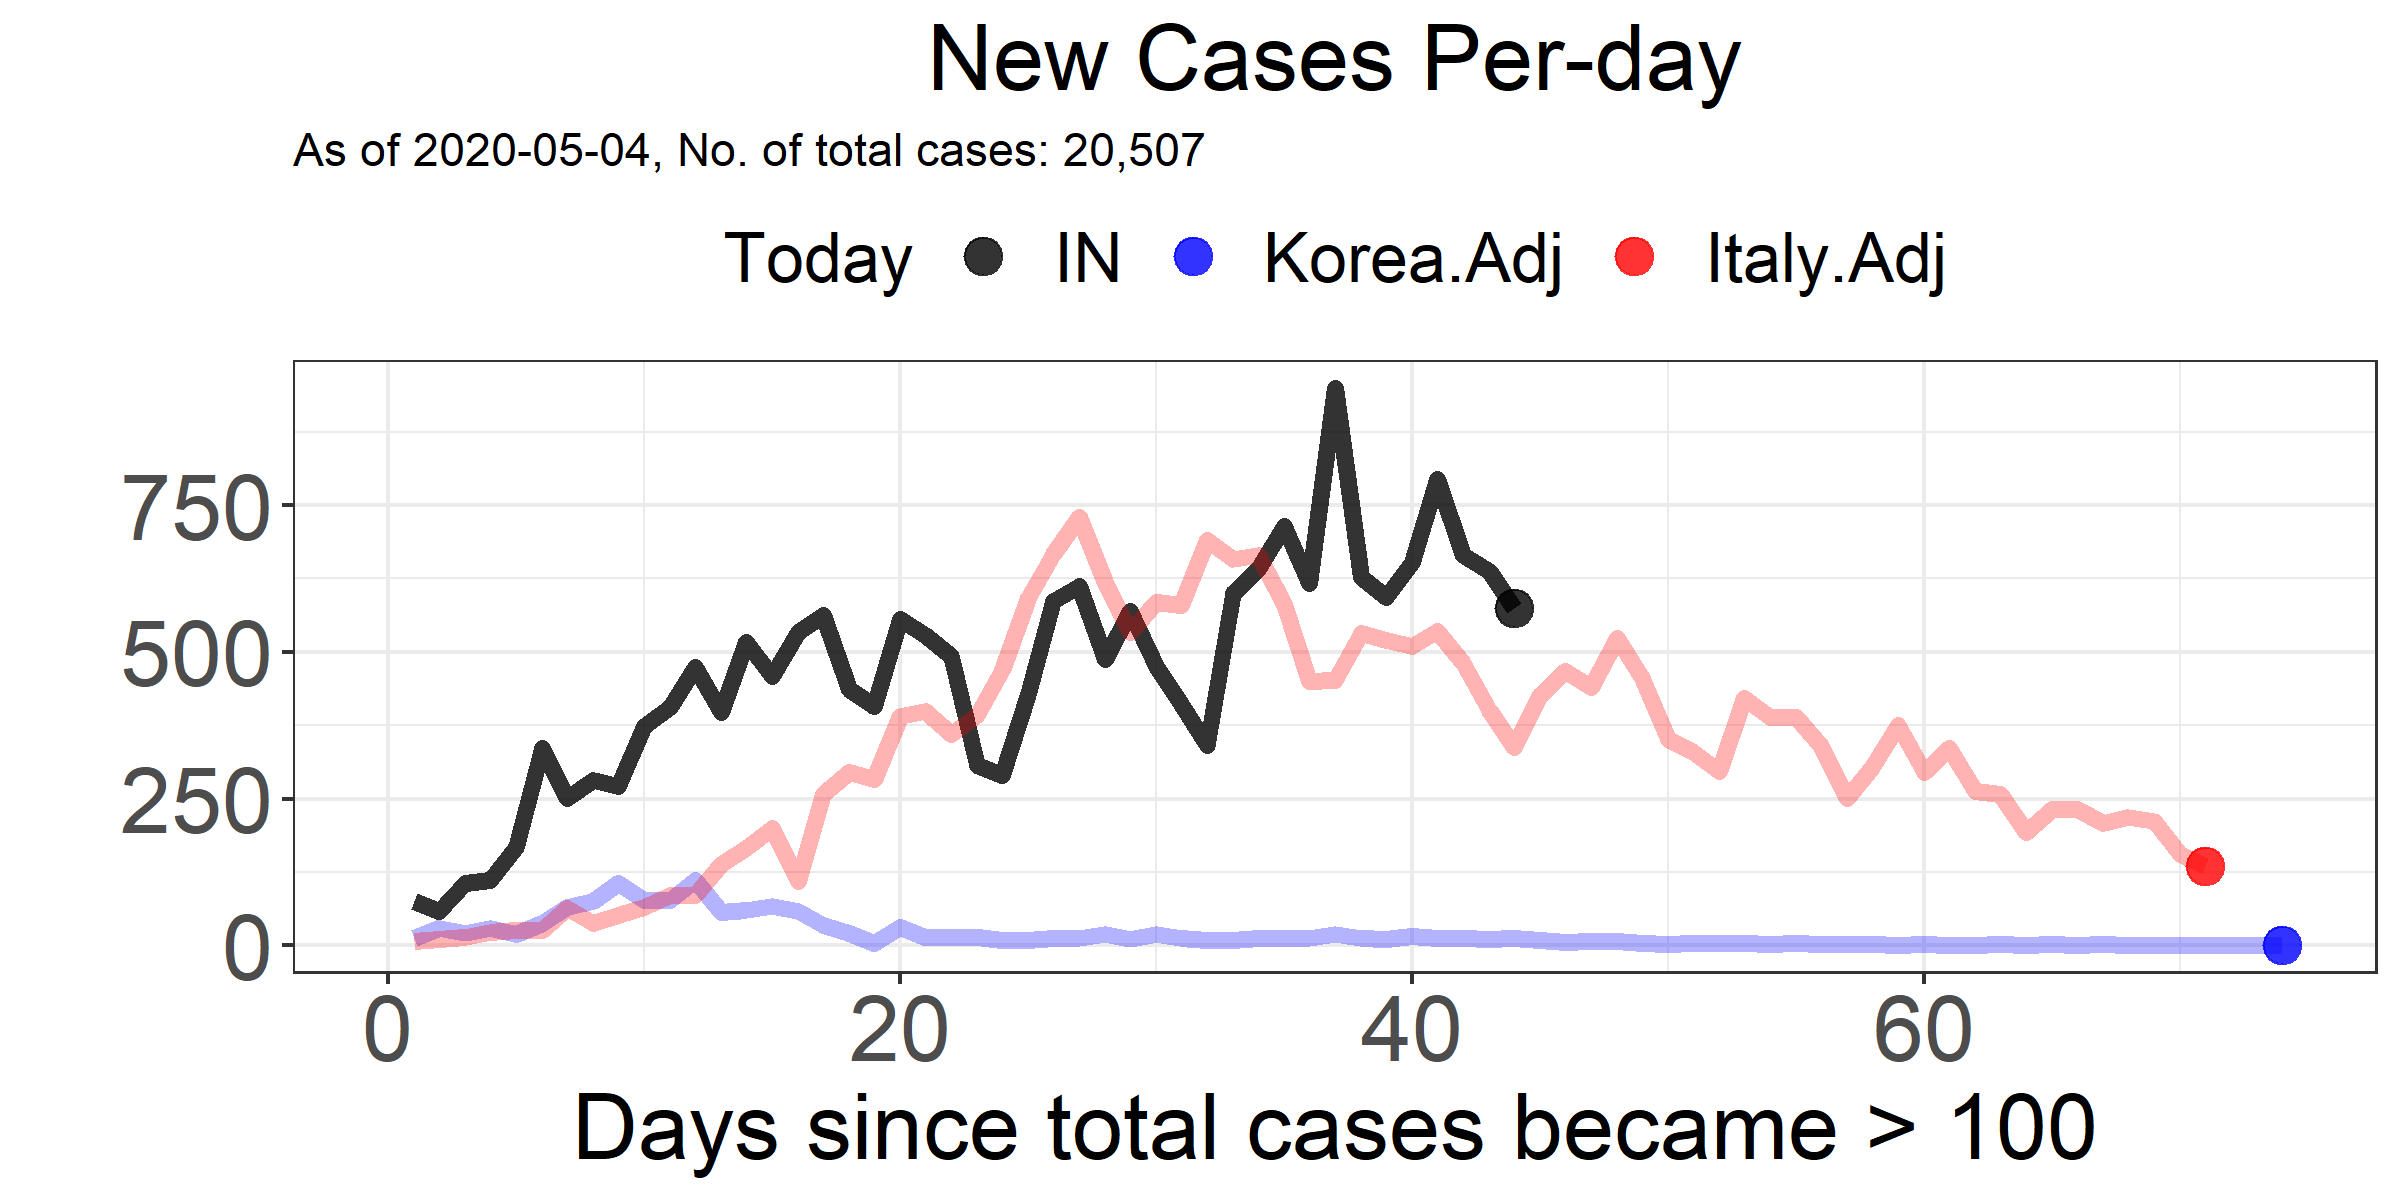 New Cases Per-day
As of 2020-05-04, No. of total cases: 20,507
Today IN Korea.Adj Italy.Adj
750
500
250
0
0 20 40 60
Days since total cases became > 100